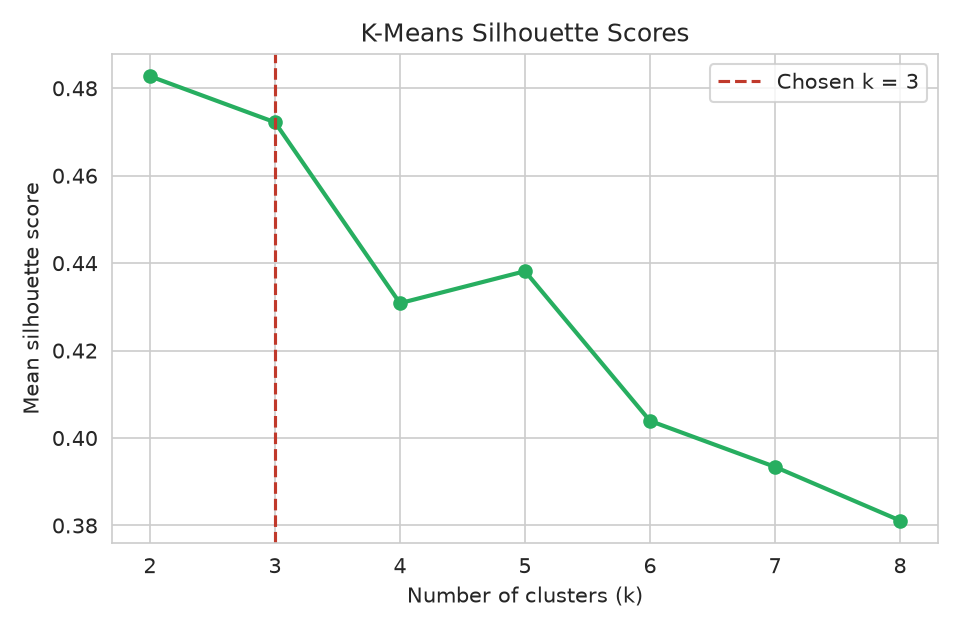 K-Means Silhouette Scores
Chosen k = 3
Mean silhouette score
0.48
0.46
0.44
0.42
0.40
0.38
2 3 4 5 6 7 8
Number of clusters (k)